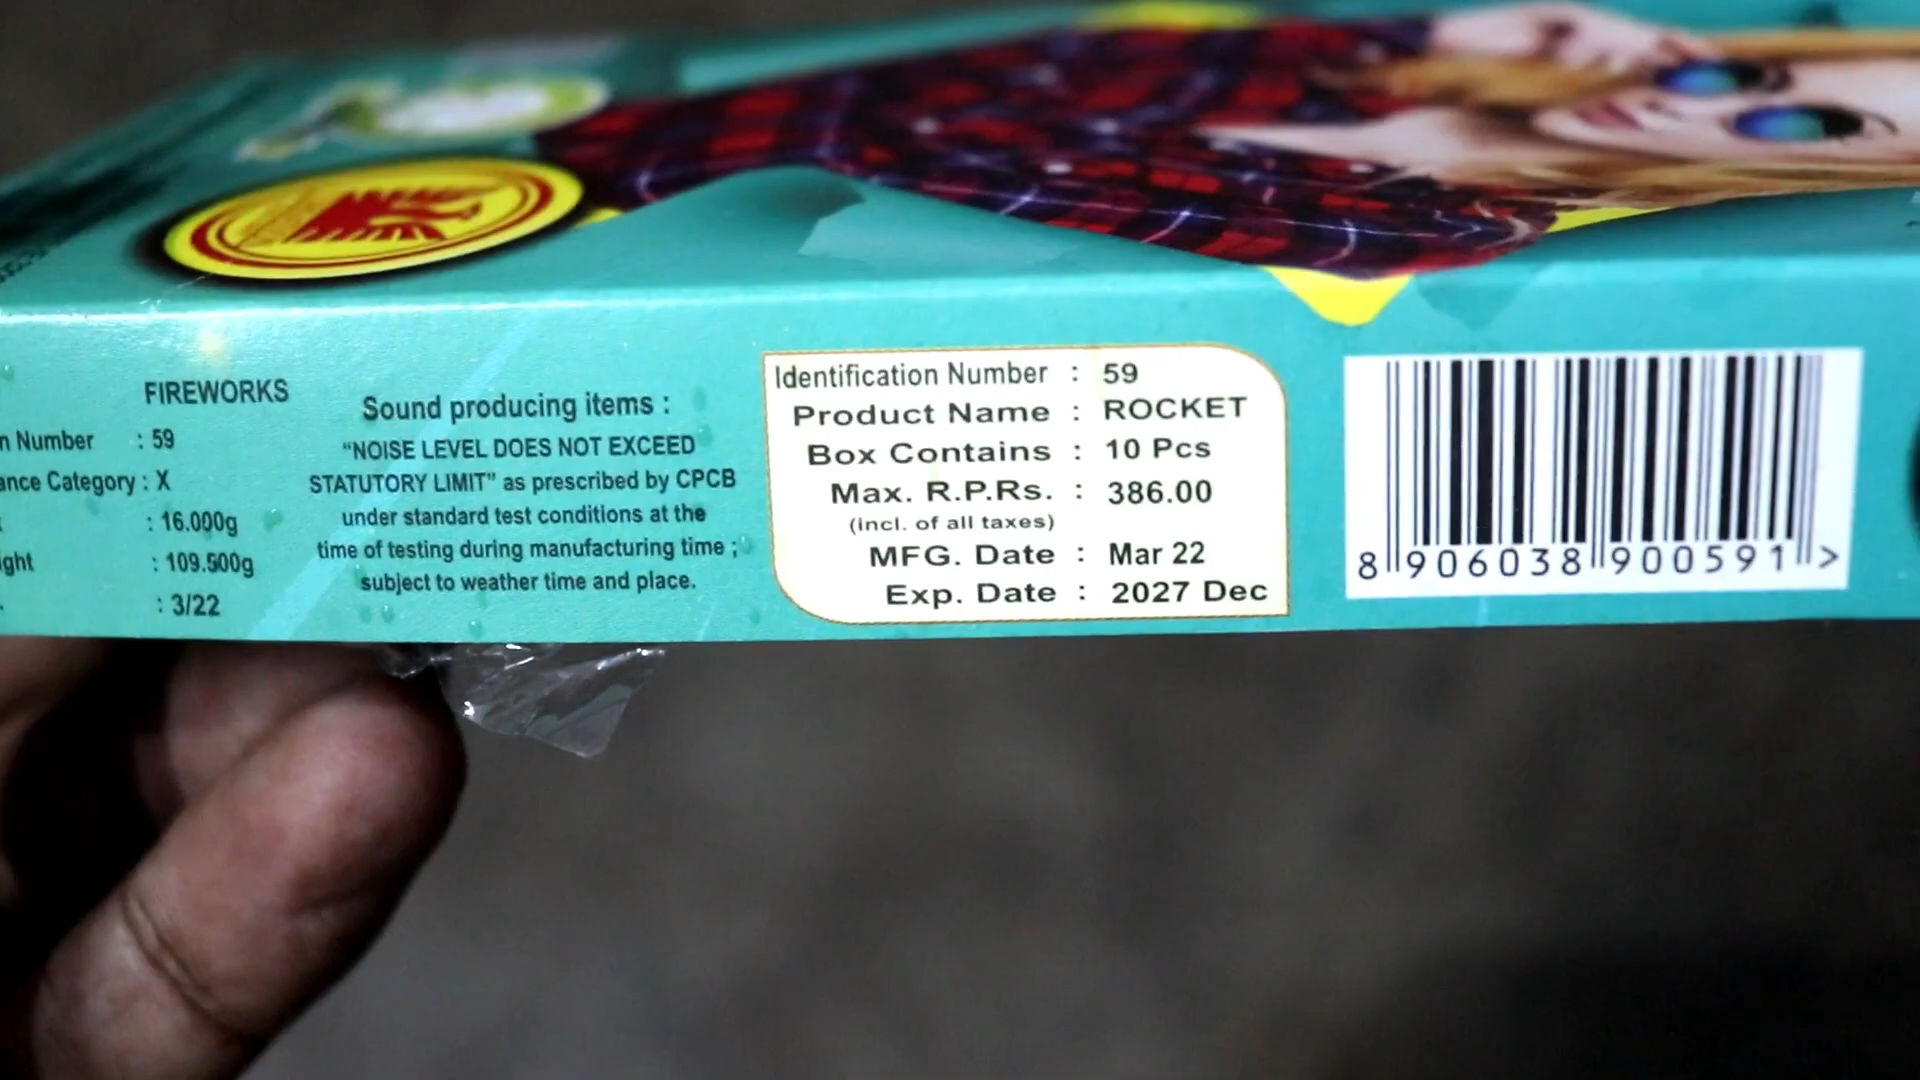 FIREWORKS
n Number : 59
ance Category : X
: 16.000g
ght : 109.500g
: 3/22
Sound producing items :
“NOISE LEVEL DOES NOT EXCEED
STATUTORY LIMIT” as prescribed by CPCB
under standard test conditions at the
time of testing during manufacturing time ;
subject to weather time and place.
Identification Number : 59
Product Name : ROCKET
Box Contains : 10 Pcs
Max. R.P.Rs. : 386.00
(incl. of all taxes)
MFG. Date : Mar 22
Exp. Date : 2027 Dec
8 906038 900591 >